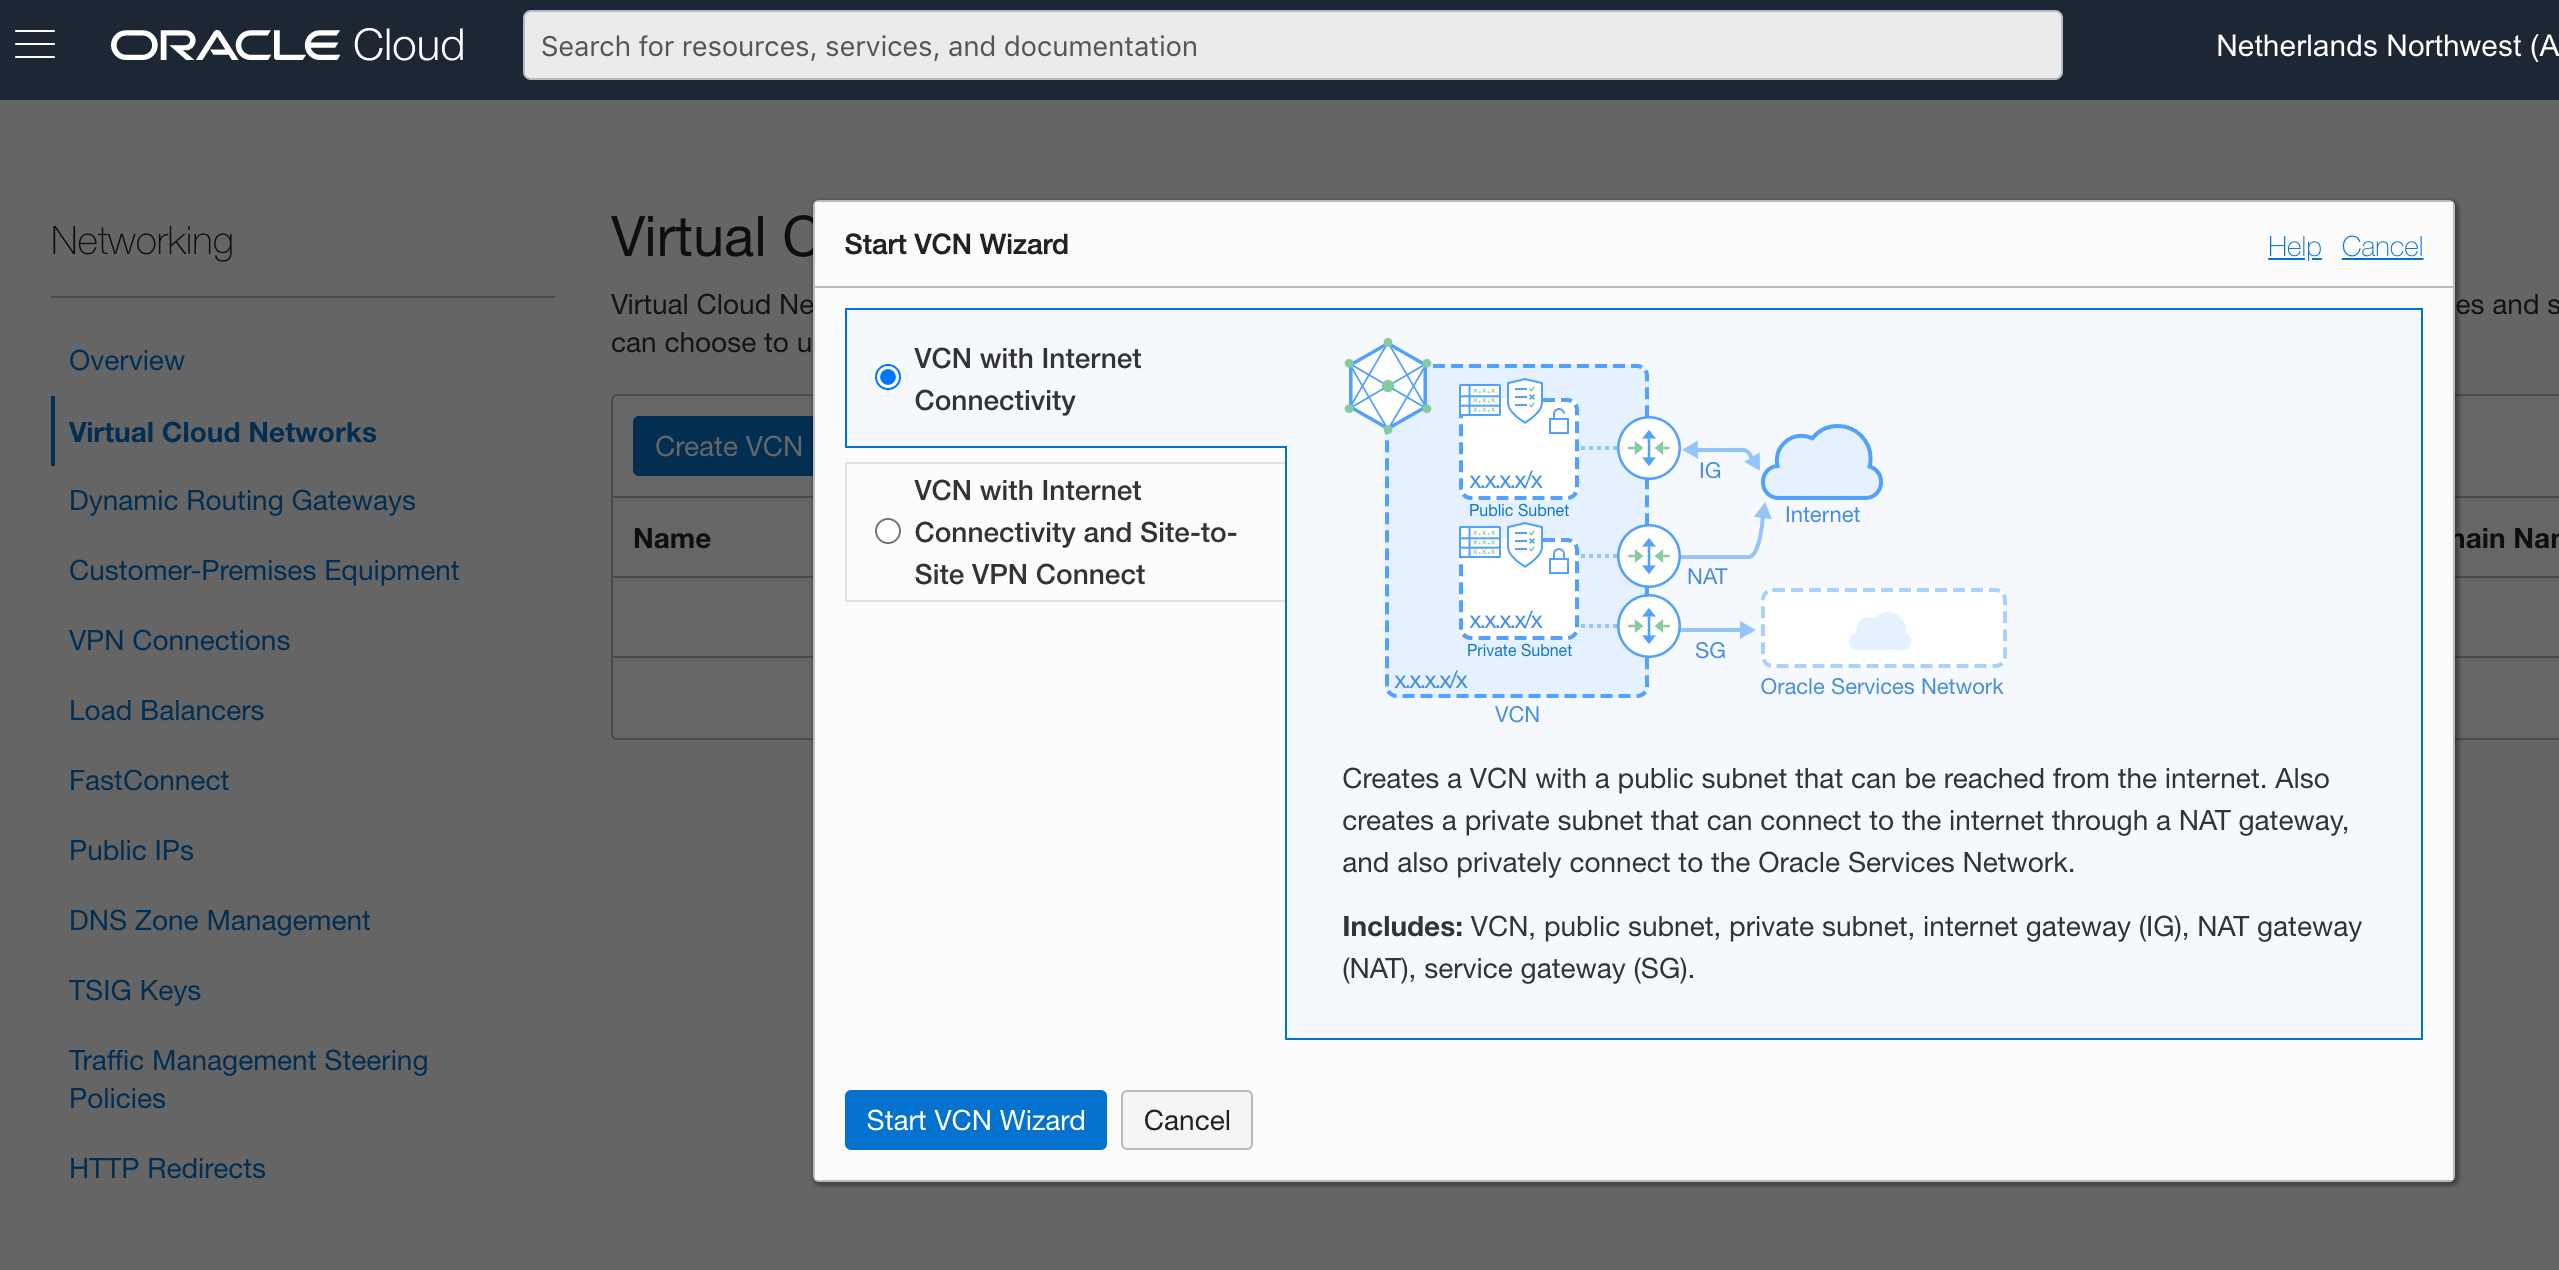 ORACLE Cloud
Search for resources, services, and documentation
Netherlands Northwest (A
Networking
Overview
Virtual Cloud Networks
Dynamic Routing Gateways
Customer-Premises Equipment
VPN Connections
Load Balancers
FastConnect
Public IPs
DNS Zone Management
TSIG Keys
Traffic Management Steering
Policies
HTTP Redirects
Virtual C
Virtual Cloud Ne
es and s
can choose to u
Create VCN
Name
main Nam
Start VCN Wizard
Help Cancel
VCN with Internet
Connectivity
VCN with Internet
Connectivity and Site-to-
Site VPN Connect
x.x.x
x.x.x
x.x.x
x.x.x.x/x
Public Subnet
x.x.x
x.x.x
x.x.x
x.x.x.x/x
Private Subnet
x.x.x.x/x
VCN
IG
Internet
NAT
SG
Oracle Services Network
Creates a VCN with a public subnet that can be reached from the internet. Also
creates a private subnet that can connect to the internet through a NAT gateway,
and also privately connect to the Oracle Services Network.
Includes: VCN, public subnet, private subnet, internet gateway (IG), NAT gateway
(NAT), service gateway (SG).
Start VCN Wizard
Cancel